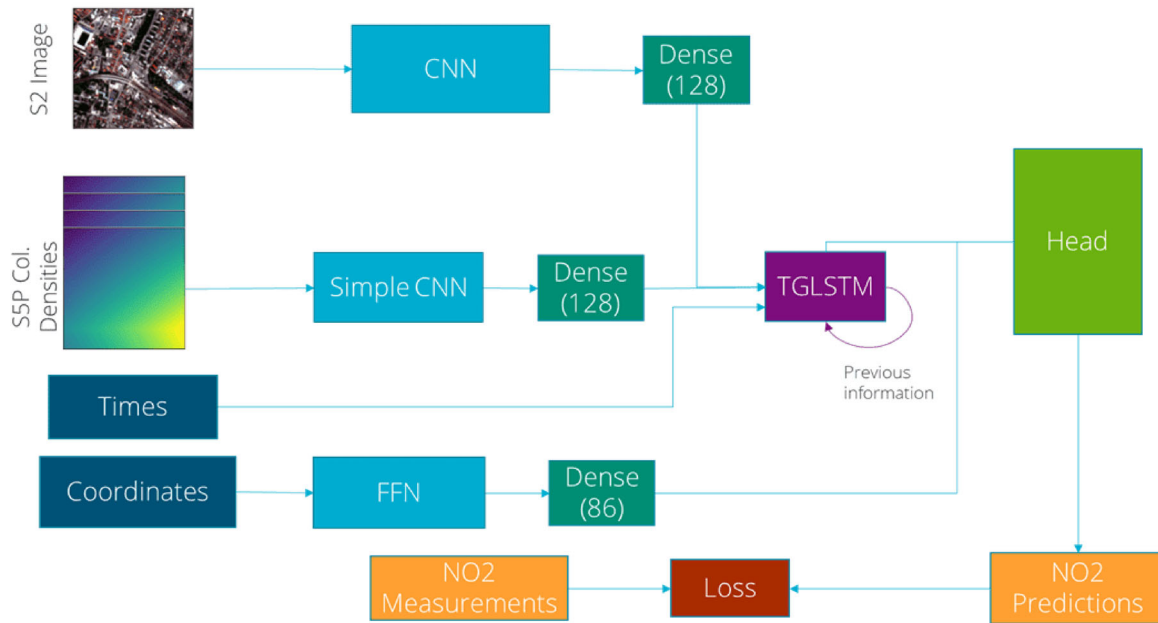 S2 Image
CNN
Dense
(128)
S5P Col.
Densities
Simple CNN
Dense
(128)
TGLSTM
Head
Previous
information
Times
Coordinates
FFN
Dense
(86)
NO2
Measurements
Loss
NO2
Predictions